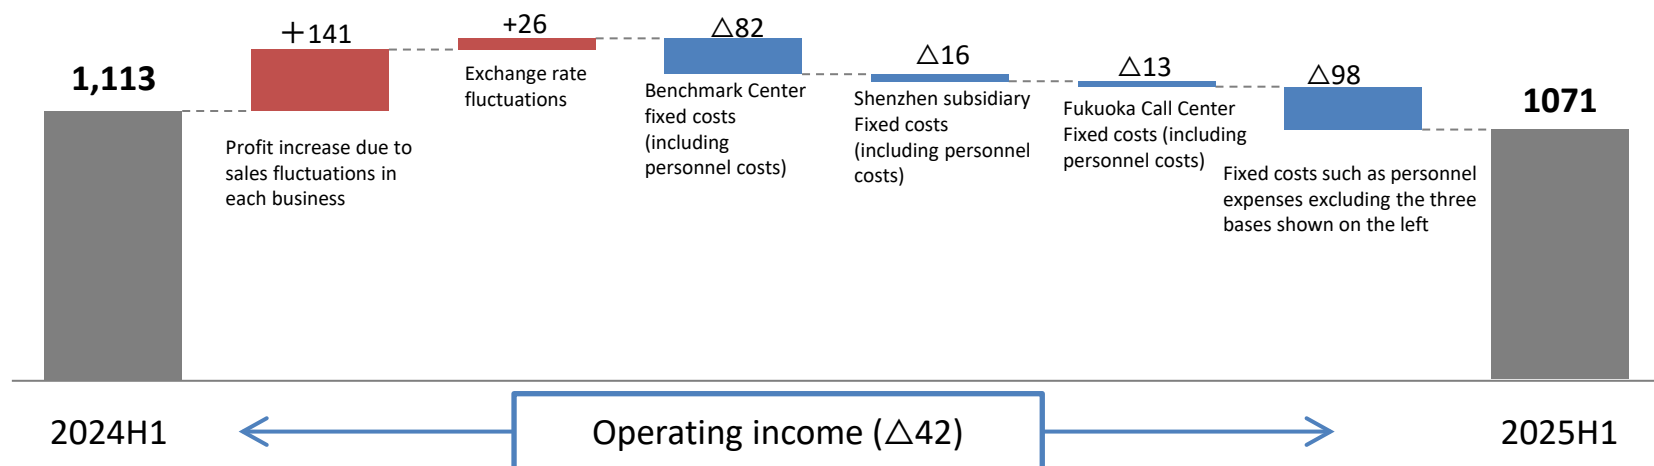 +141
+26
△82
△16
△13
△98
1,113
1071
Profit increase due to
sales fluctuations in
each business
Exchange rate
fluctuations
Benchmark Center
fixed costs
(including
personnel costs)
Shenzhen subsidiary
Fixed costs
(including personnel
costs)
Fukuoka Call Center
Fixed costs (including
personnel costs)
Fixed costs such as personnel
expenses excluding the three
bases shown on the left
2024H1
Operating income (△42)
2025H1